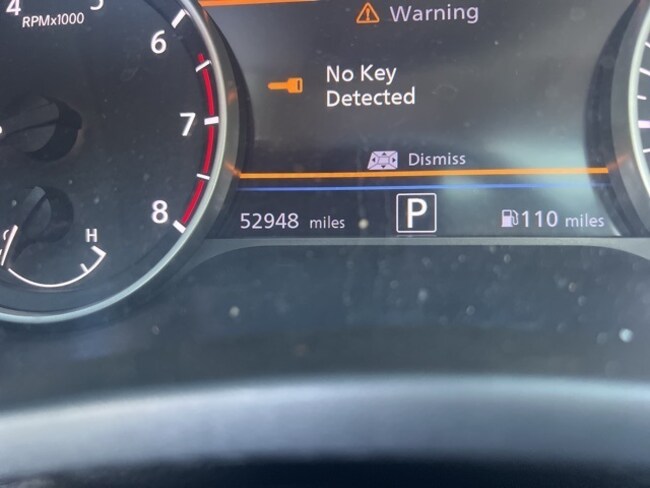 4 5
RPMx1000
6
7
8
C H
Warning
No Key
Detected
Dismiss
52948 miles P 110 miles